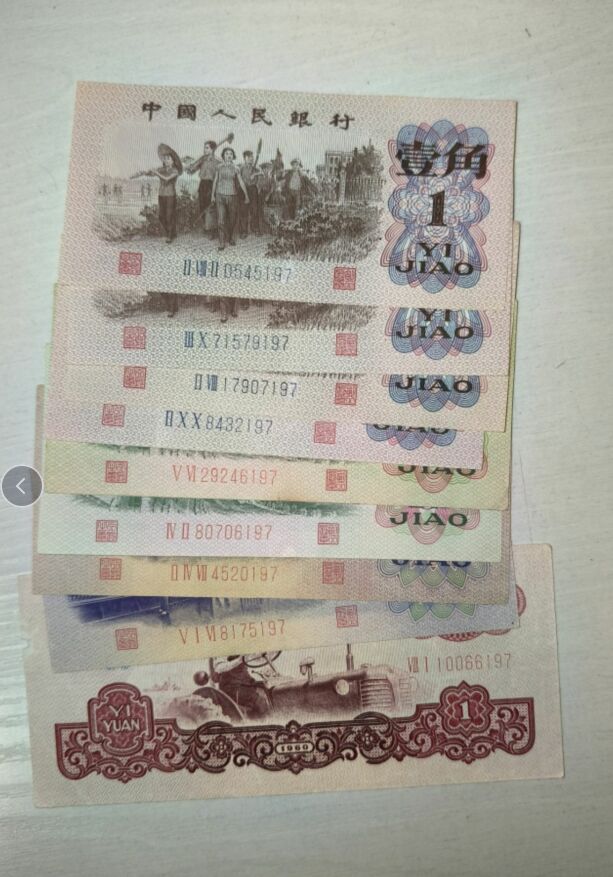 中國人民銀行
壹角
1
YI
JIAO
II VIII II 0545197
YI
JIAO
III X 71579197
JIAO
II VIII 17907197
II X X 8432197
JIAO
V VI 29246197
JIAO
IV II 80706197
II IV VII 4520197
V I VI 8175197
VIII I 10066197
YI
YUAN
1
1960